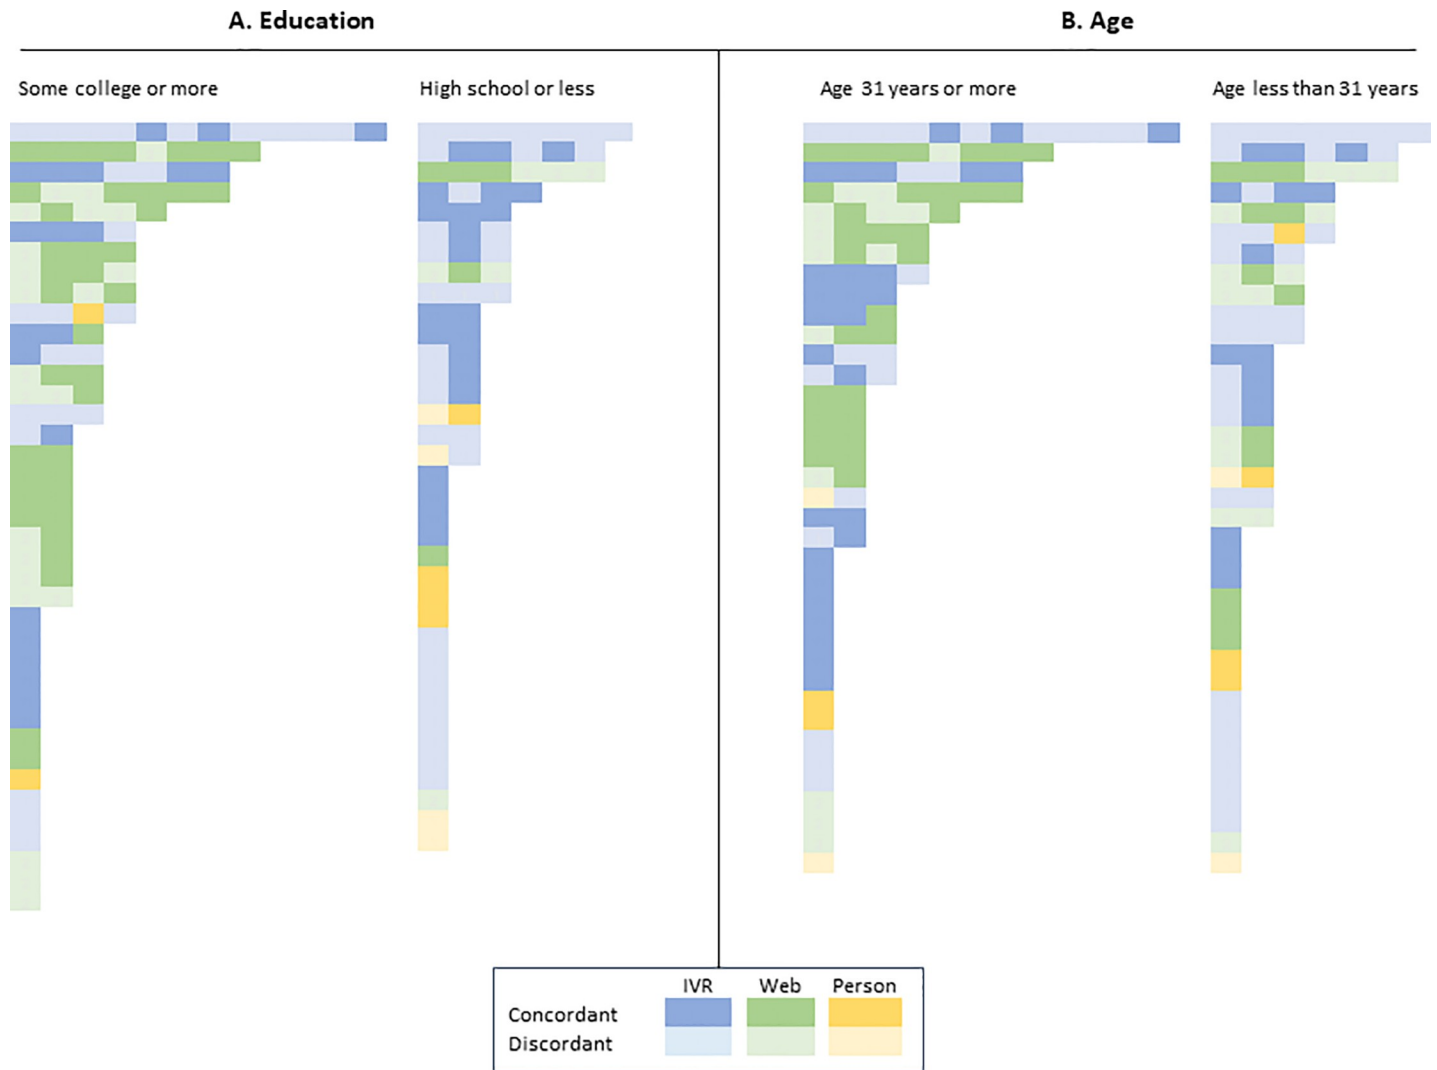 A. Education
B. Age
Some college or more
High school or less
Age 31 years or more
Age less than 31 years
IVR Web Person
Concordant
Discordant